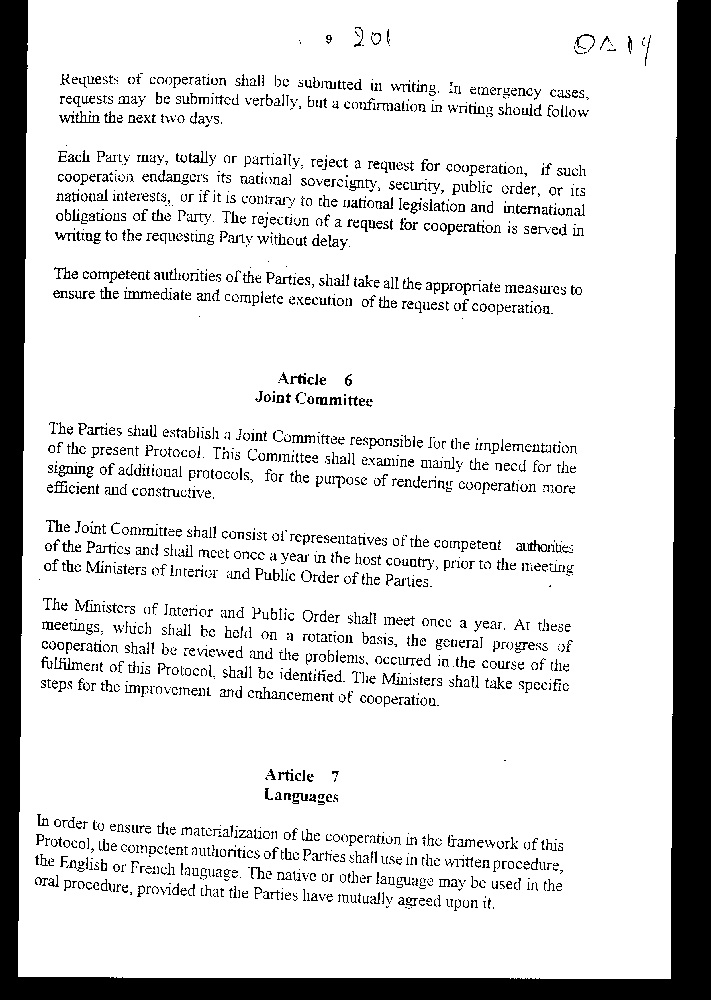 9 201
Requests of cooperation shall be submitted in writing. In emergency cases,
requests may be submitted verbally, but a confirmation in writing should follow
within the next two days.
Each Party may, totally or partially, reject a request for cooperation, if such
cooperation endangers its national sovereignty, security, public order, or its
national interests, or if it is contrary to the national legislation and international
obligations of the Party. The rejection of a request for cooperation is served in
writing to the requesting Party without delay.
The competent authorities of the Parties, shall take all the appropriate measures to
ensure the immediate and complete execution of the request of cooperation.
Article 6
Joint Committee
The Parties shall establish a Joint Committee responsible for the implementation
of the present Protocol. This Committee shall examine mainly the need for the
signing of additional protocols, for the purpose of rendering cooperation more
efficient and constructive.
The Joint Committee shall consist of representatives of the competent authorities
of the Parties and shall meet once a year in the host country, prior to the meeting
of the Ministers of Interior and Public Order of the Parties.
The Ministers of Interior and Public Order shall meet once a year. At these
meetings, which shall be held on a rotation basis, the general progress of
cooperation shall be reviewed and the problems, occurred in the course of the
fulfilment of this Protocol, shall be identified. The Ministers shall take specific
steps for the improvement and enhancement of cooperation.
Article 7
Languages
In order to ensure the materialization of the cooperation in the framework of this
Protocol, the competent authorities of the Parties shall use in the written procedure,
the English or French language. The native or other language may be used in the
oral procedure, provided that the Parties have mutually agreed upon it.